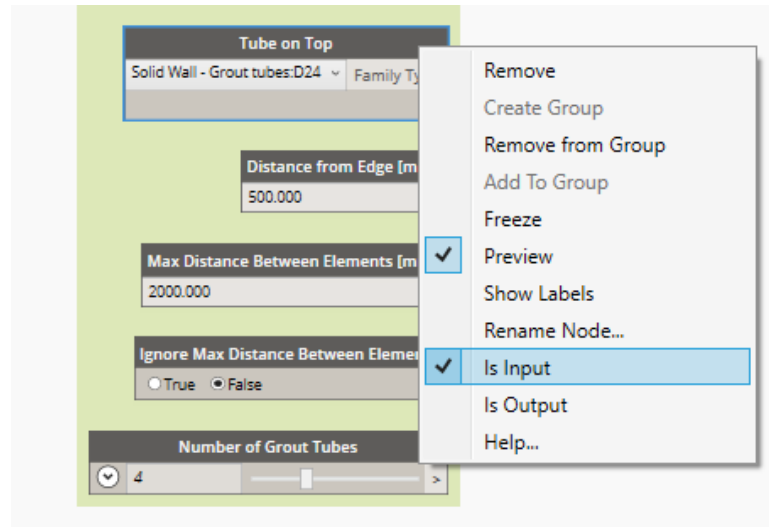 Tube on Top
Solid Wall - Grout tubes:D24 Family Ty
Distance from Edge [m
500.000
Max Distance Between Elements [m
2000.000
Ignore Max Distance Between Elemer
True False
Number of Grout Tubes
4 >
Remove
Create Group
Remove from Group
Add To Group
Freeze
Preview
Show Labels
Rename Node...
Is Input
Is Output
Help...